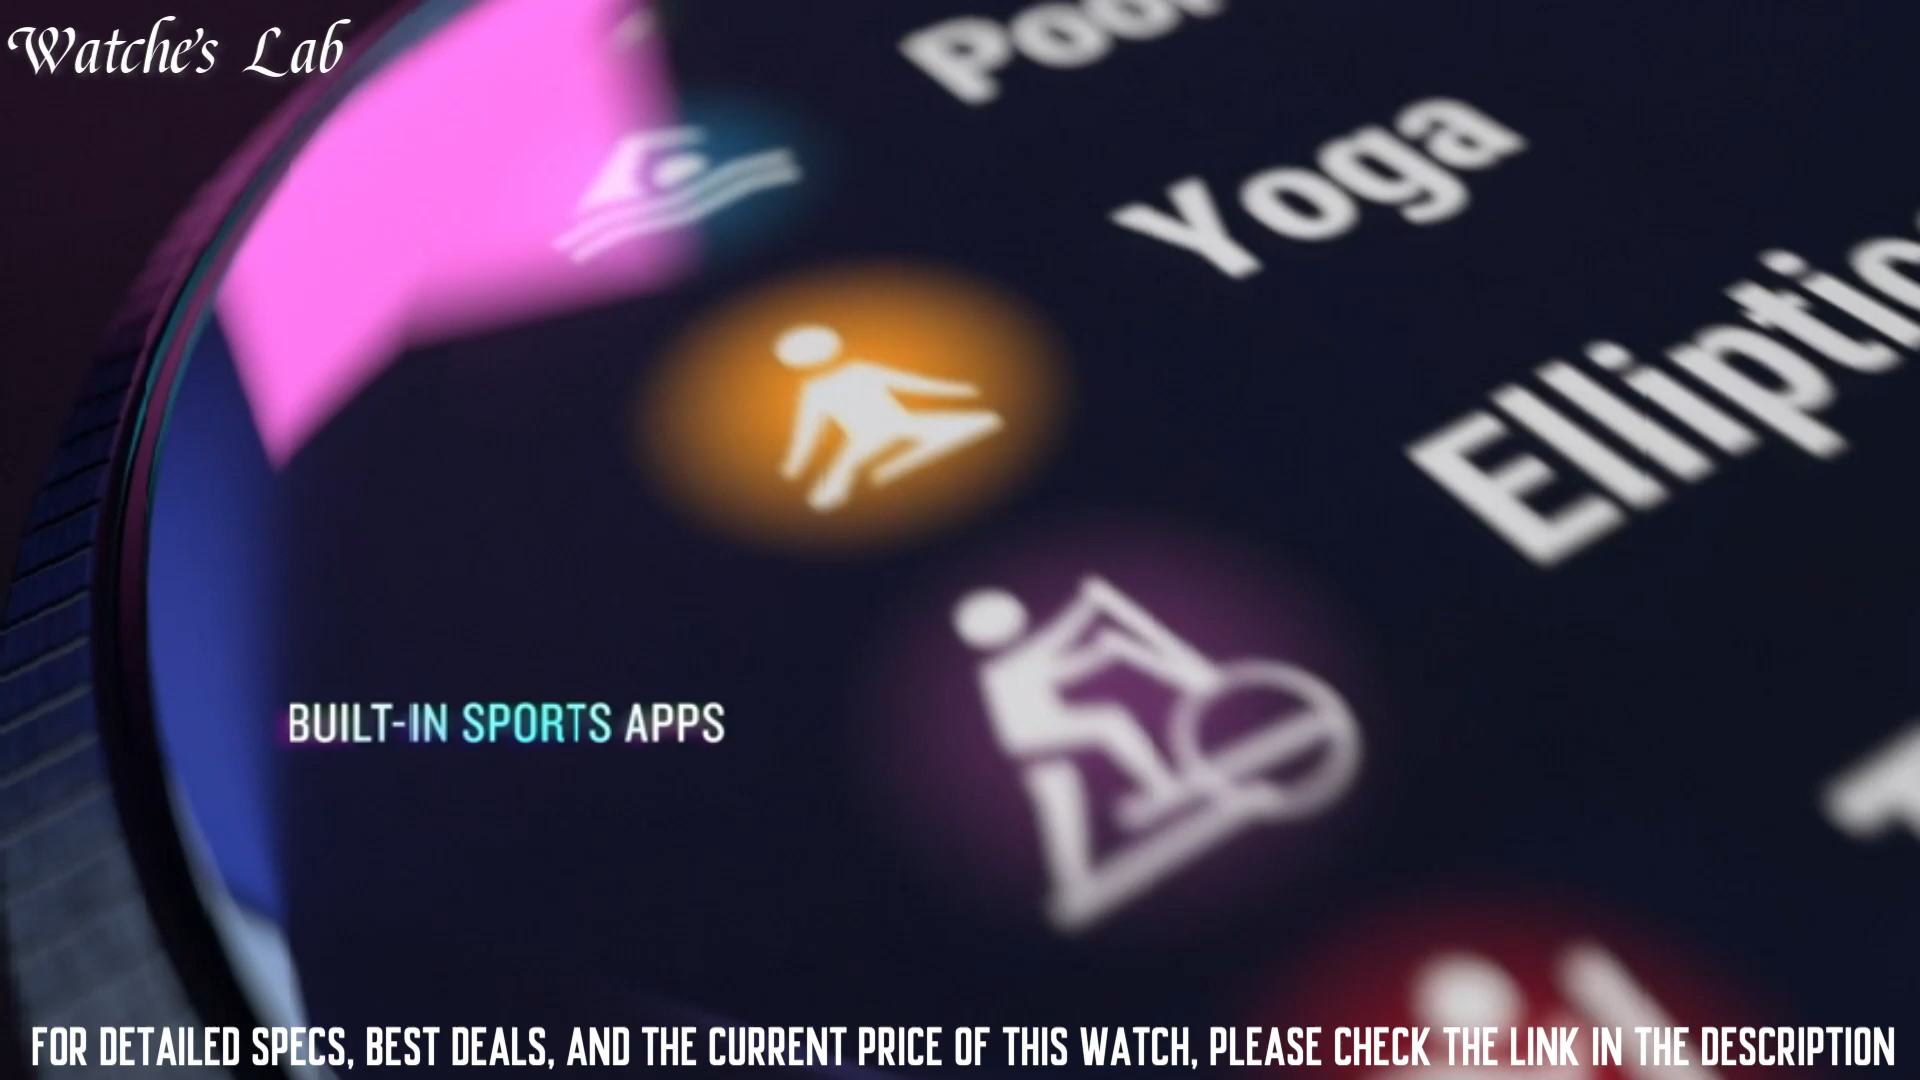 Watche's Lab
Yoga
BUILT-IN SPORTS APPS
FOR DETAILED SPECS, BEST DEALS, AND THE CURRENT PRICE OF THIS WATCH, PLEASE CHECK THE LINK IN THE DESCRIPTION